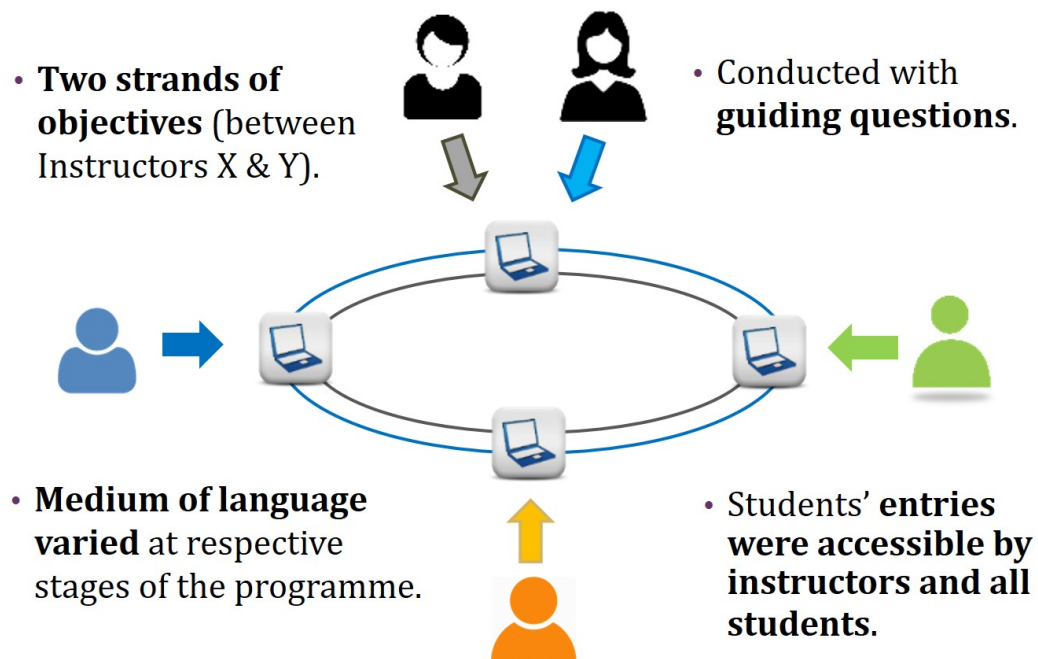 • Two strands of
objectives (between
Instructors X & Y).
• Conducted with
guiding questions.
• Medium of language
varied at respective
stages of the programme.
• Students’ entries
were accessible by
instructors and all
students.